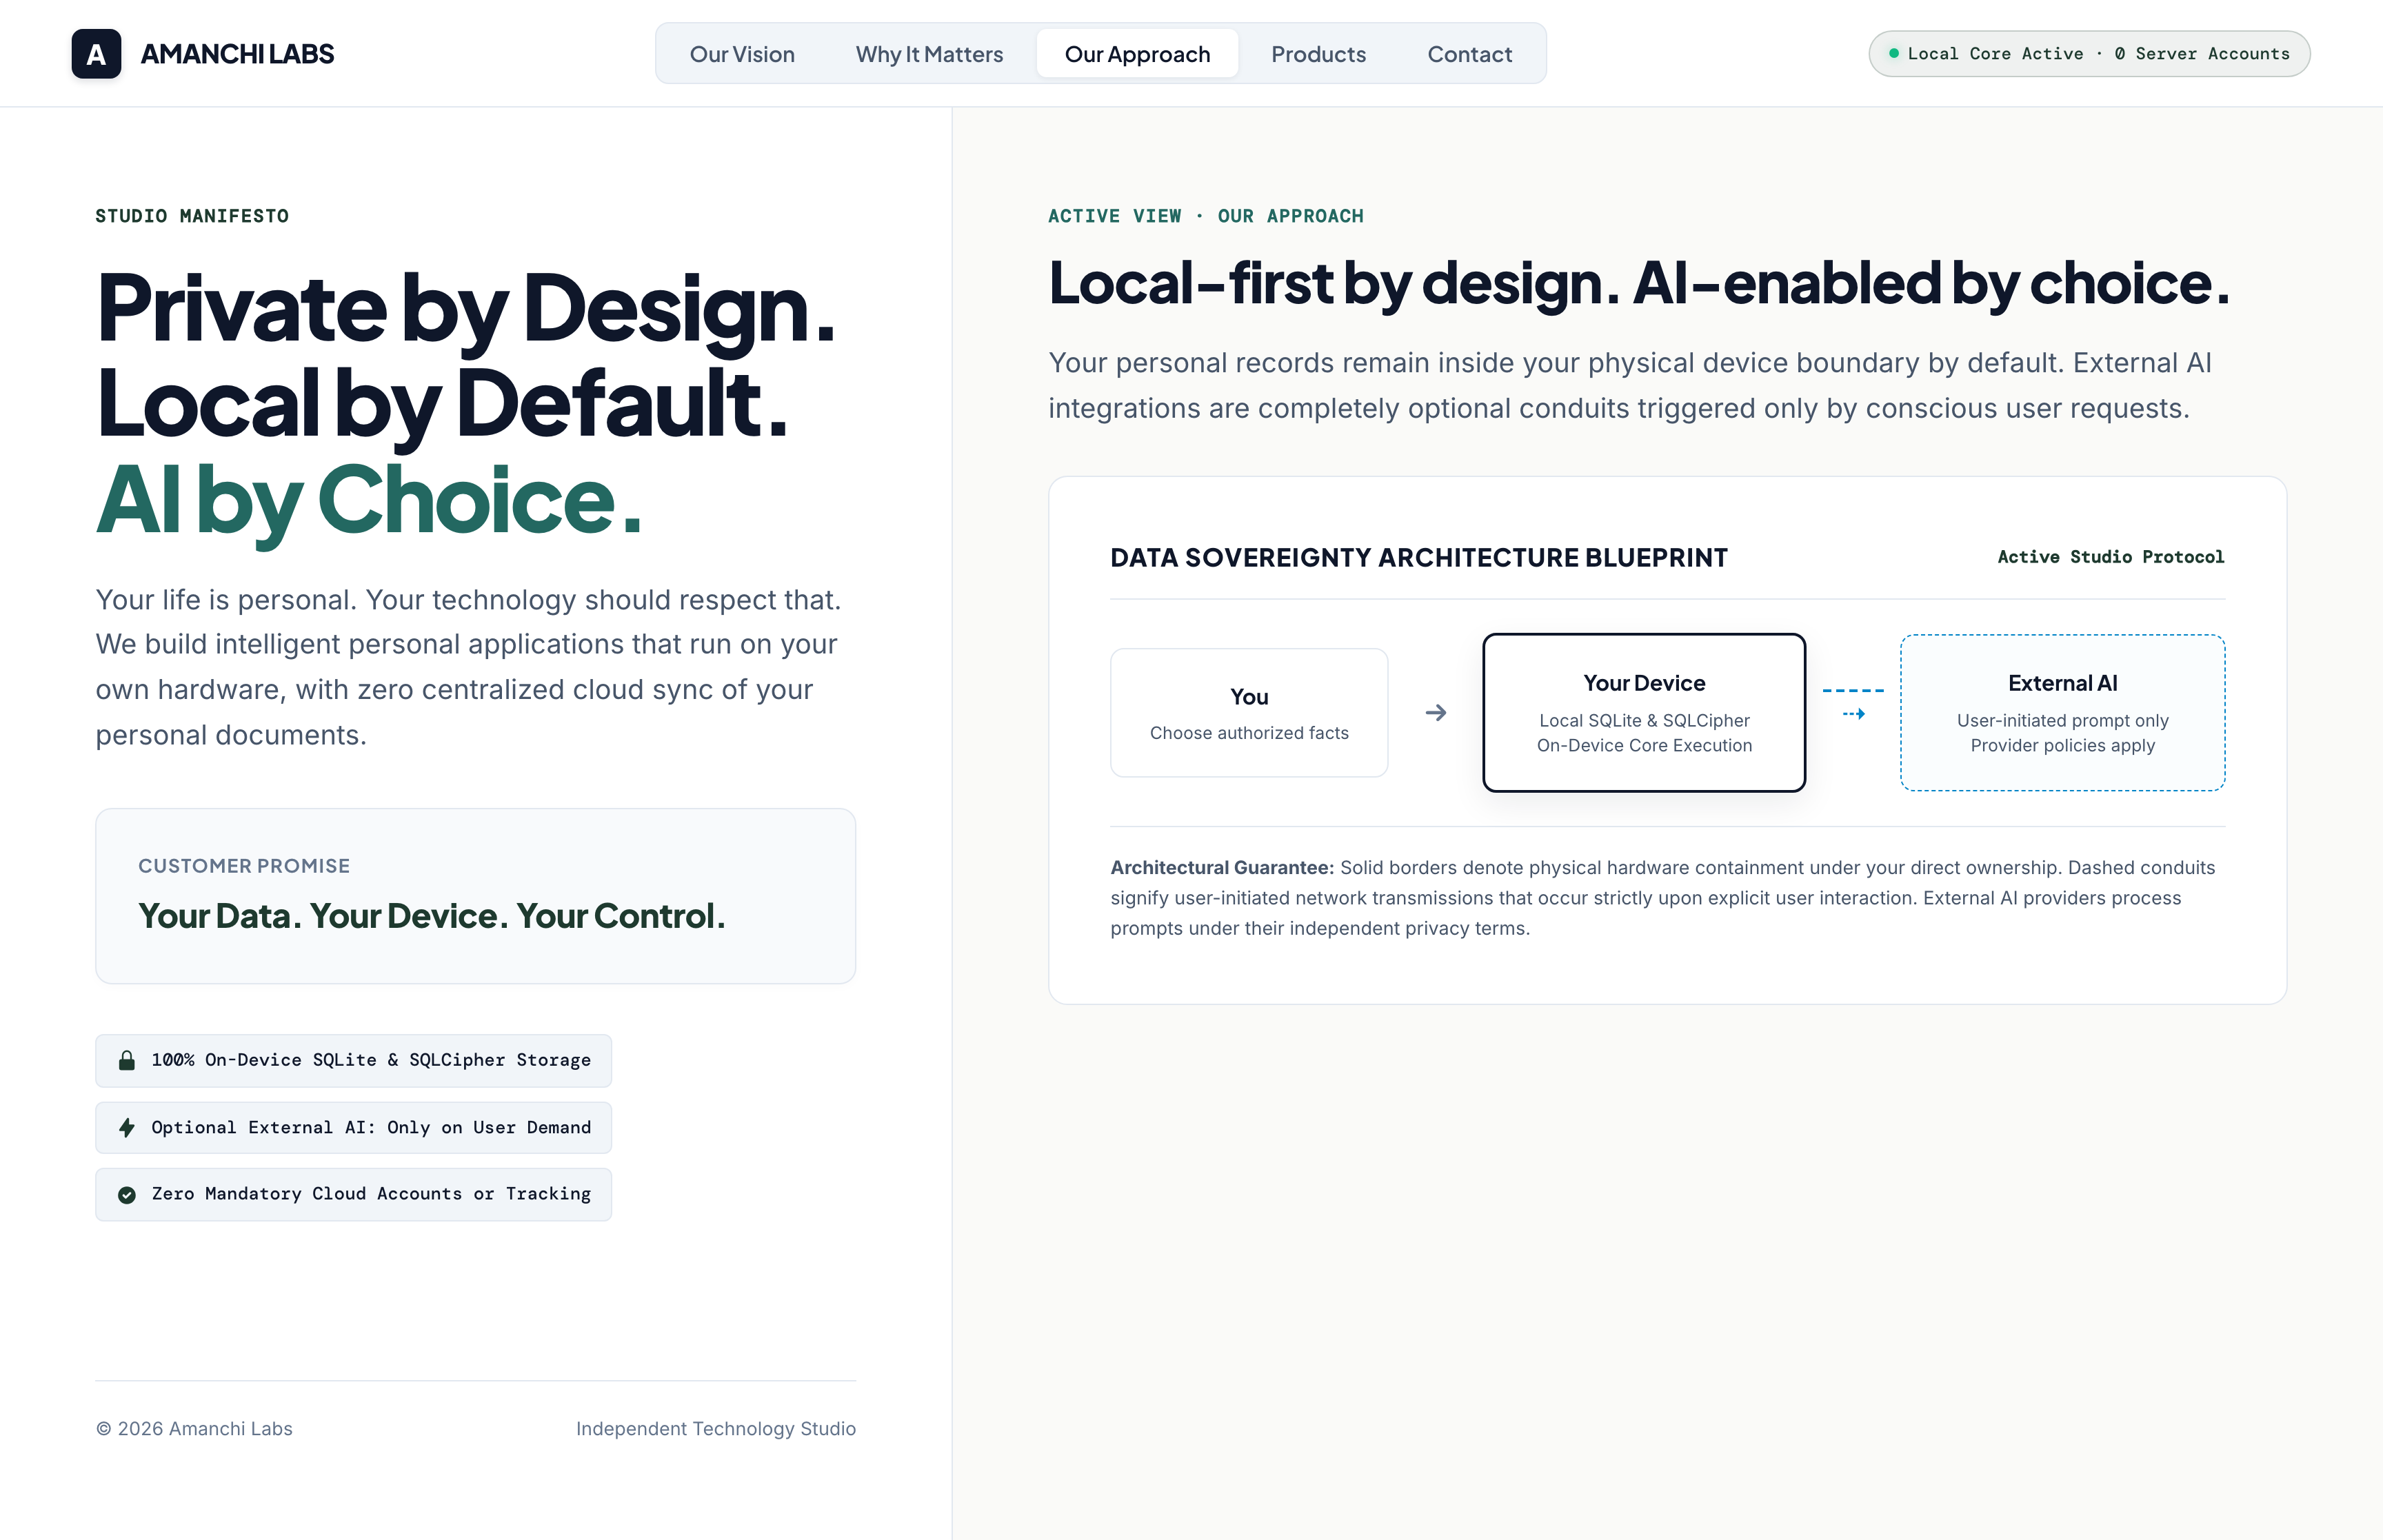 A AMANCHI LABS
Our Vision
Why It Matters
Our Approach
Products
Contact
Local Core Active · 0 Server Accounts
STUDIO MANIFESTO
Private by Design.
Local by Default.
AI by Choice.
Your life is personal. Your technology should respect that.
We build intelligent personal applications that run on your
own hardware, with zero centralized cloud sync of your
personal documents.
CUSTOMER PROMISE
Your Data. Your Device. Your Control.
100% On-Device SQLite & SQLCipher Storage
Optional External AI: Only on User Demand
Zero Mandatory Cloud Accounts or Tracking
© 2026 Amanchi Labs
Independent Technology Studio
ACTIVE VIEW · OUR APPROACH
Local-first by design. AI-enabled by choice.
Your personal records remain inside your physical device boundary by default. External AI
integrations are completely optional conduits triggered only by conscious user requests.
DATA SOVEREIGNTY ARCHITECTURE BLUEPRINT
Active Studio Protocol
You
Choose authorized facts
Your Device
Local SQLite & SQLCipher
On-Device Core Execution
External AI
User-initiated prompt only
Provider policies apply
Architectural Guarantee: Solid borders denote physical hardware containment under your direct ownership. Dashed conduits
signify user-initiated network transmissions that occur strictly upon explicit user interaction. External AI providers process
prompts under their independent privacy terms.